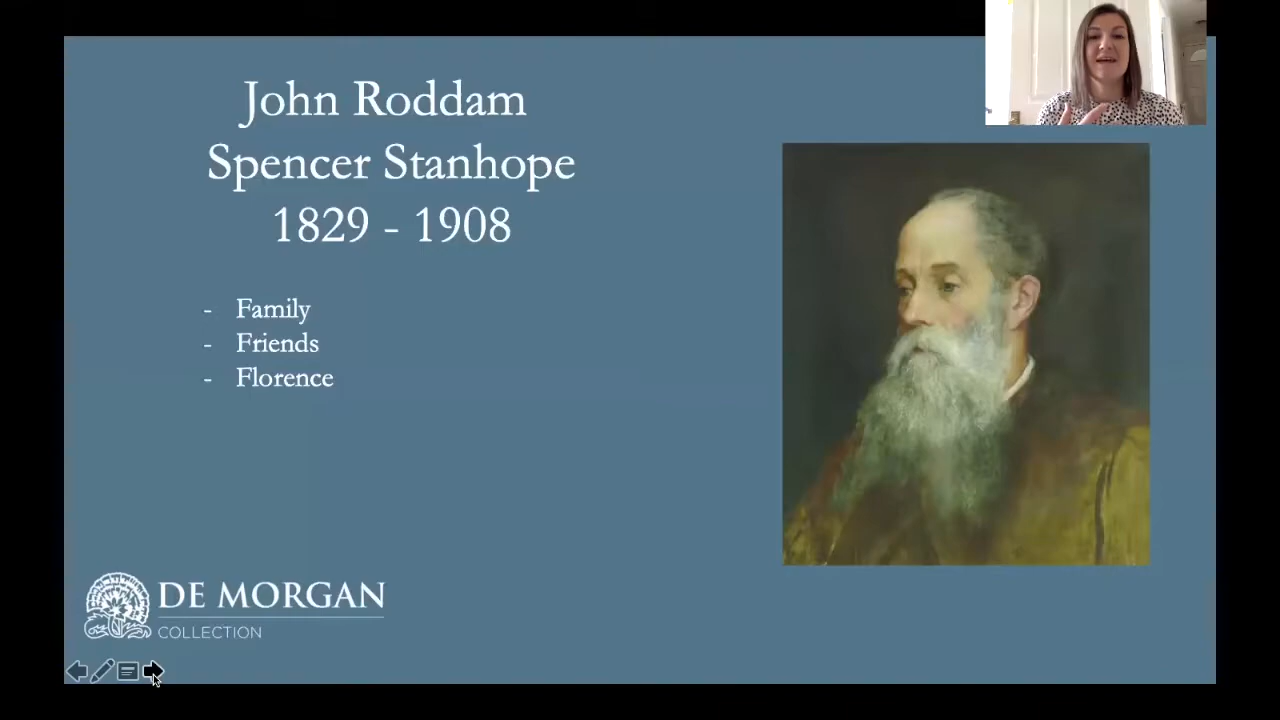 John Roddam
Spencer Stanhope
1829 - 1908
- Family
- Friends
- Florence
DE MORGAN
COLLECTION